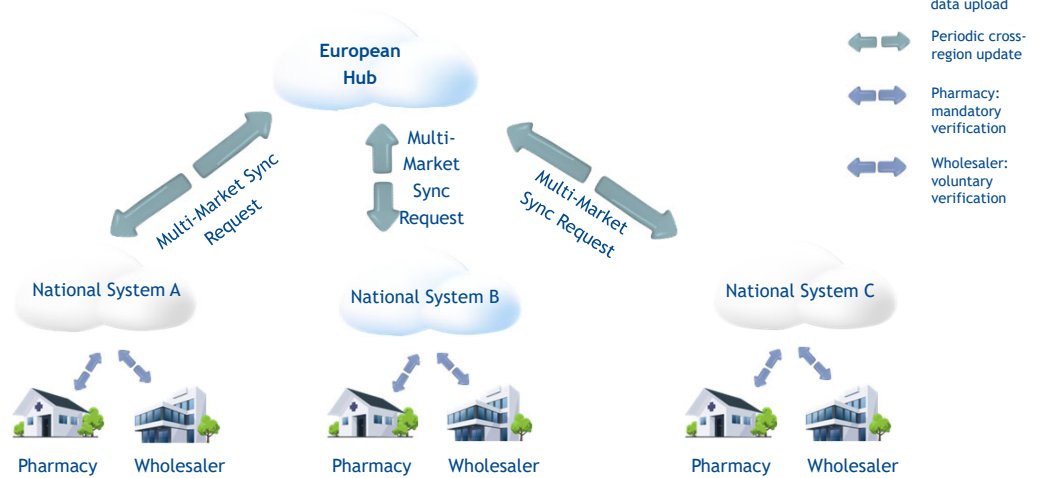 data upload
Periodic cross-
region update
Pharmacy:
mandatory
verification
Wholesaler:
voluntary
verification
European
Hub
Multi-Market Sync
Request
Multi-
Market
Sync
Request
Multi-Market
Sync Request
National System A
National System B
National System C
Pharmacy
Wholesaler
Pharmacy
Wholesaler
Pharmacy
Wholesaler